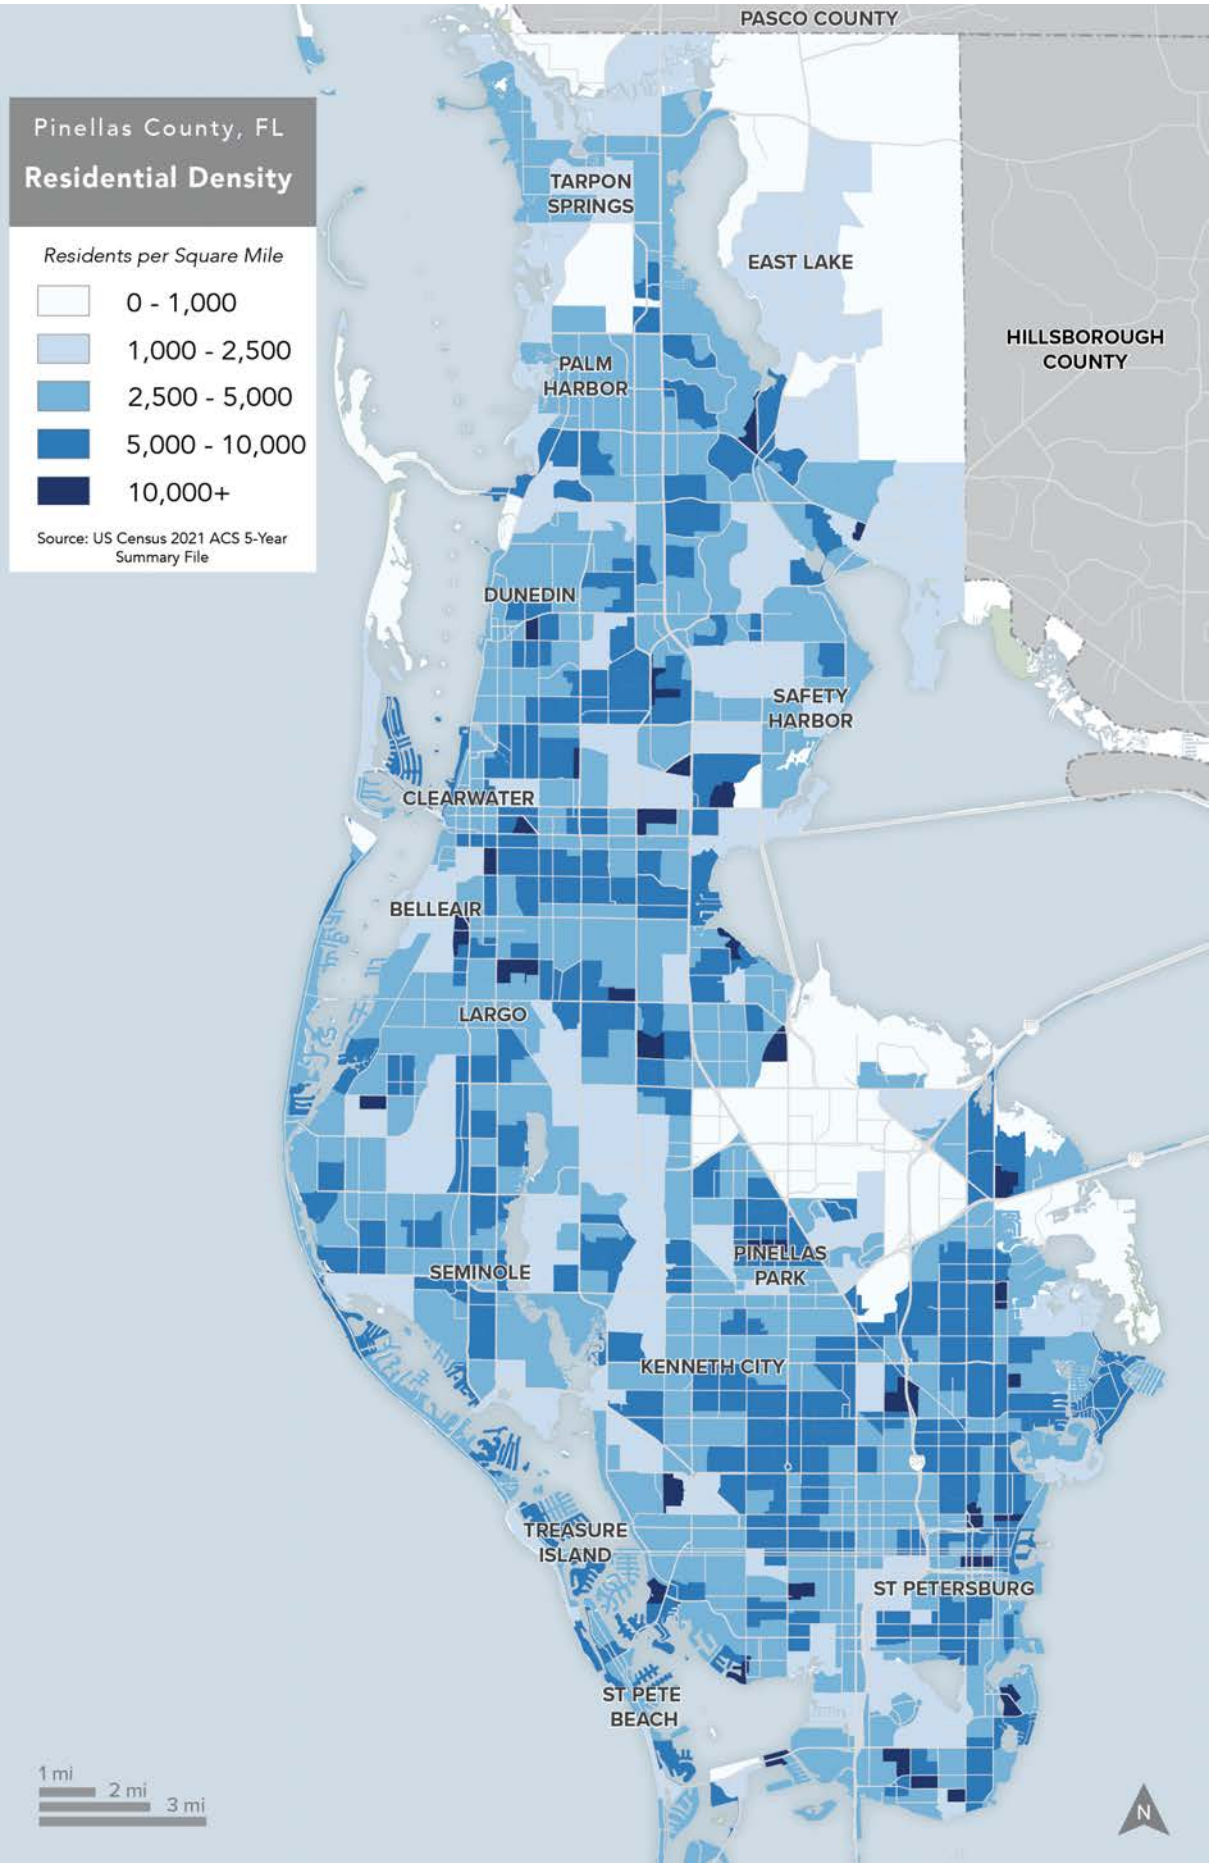 PASCO COUNTY
Pinellas County, FL
Residential Density
Residents per Square Mile
0 - 1,000
1,000 - 2,500
2,500 - 5,000
5,000 - 10,000
10,000+
Source: US Census 2021 ACS 5-Year
Summary File
TARPON
SPRINGS
EAST LAKE
HILLSBOROUGH
COUNTY
PALM
HARBOR
DUNEDIN
SAFETY
HARBOR
CLEARWATER
BELLEAIR
LARGO
PINELLAS
PARK
SEMINOLE
KENNETH CITY
TREASURE
ISLAND
ST PETERSBURG
ST PETE
BEACH
1 mi
2 mi
3 mi
N